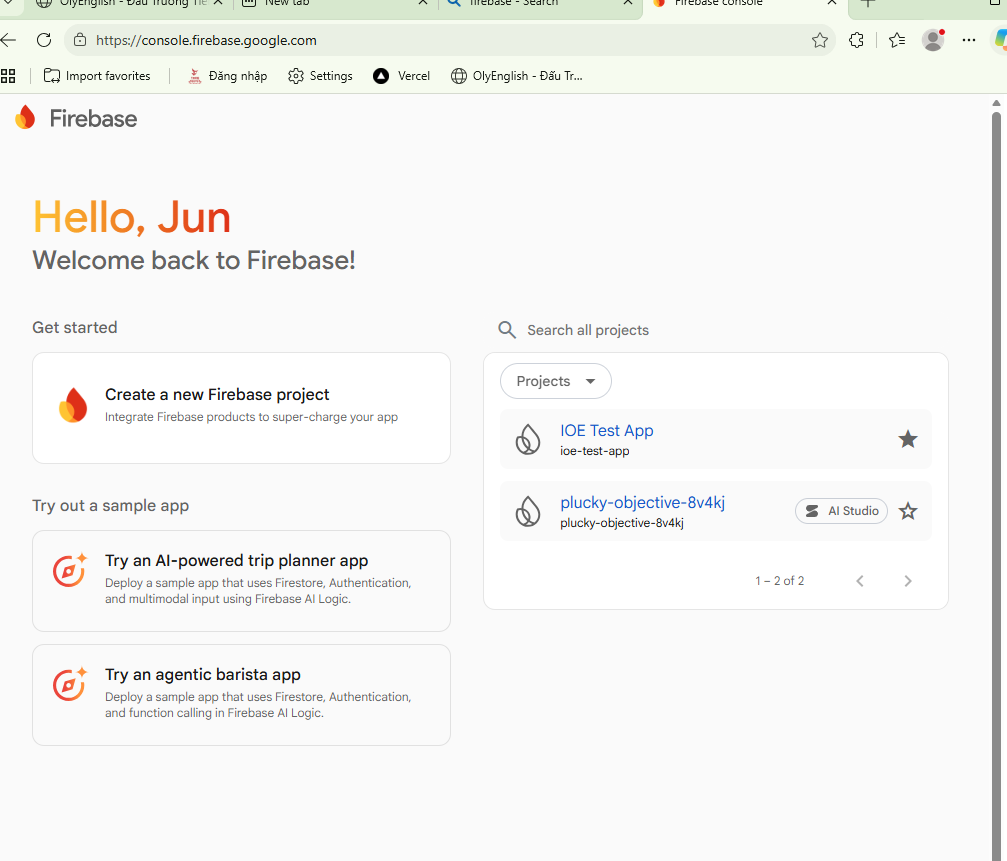 OlyEnglish - Đấu Trường Tiế
New tab
firebase - Search
Firebase console
https://console.firebase.google.com
Import favorites
Đăng nhập
Settings
Vercel
OlyEnglish - Đấu Tr...
Firebase
Hello, Jun
Welcome back to Firebase!
Get started
Create a new Firebase project
Integrate Firebase products to super-charge your app
Try out a sample app
Try an AI-powered trip planner app
Deploy a sample app that uses Firestore, Authentication,
and multimodal input using Firebase AI Logic.
Try an agentic barista app
Deploy a sample app that uses Firestore, Authentication,
and function calling in Firebase AI Logic.
Search all projects
Projects
IOE Test App
ioe-test-app
plucky-objective-8v4kj
plucky-objective-8v4kj
AI Studio
1 – 2 of 2